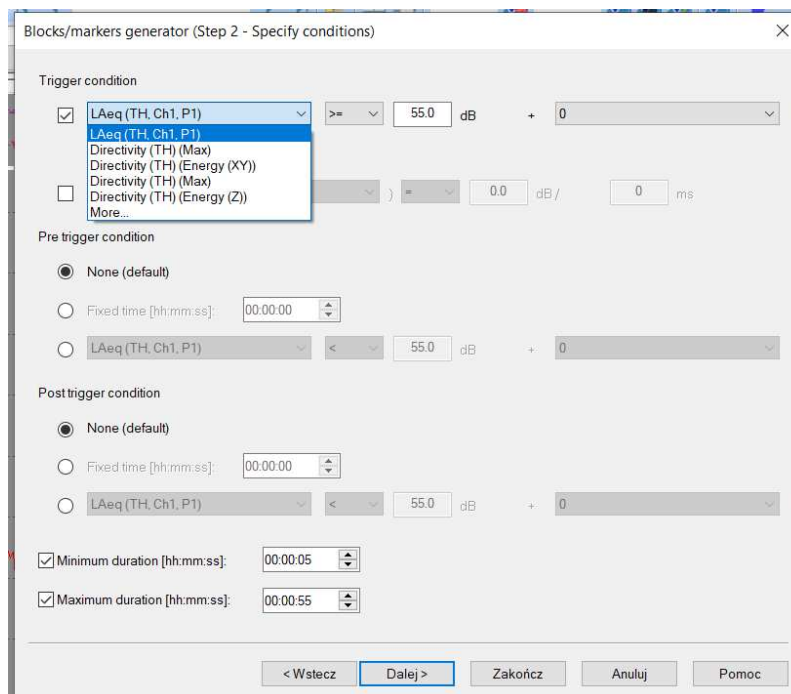 Blocks/markers generator (Step 2 - Specify conditions)
Trigger condition
LAeq (TH, Ch1, P1) >= 55.0 dB + 0
LAeq (TH, Ch1, P1)
Directivity (TH) (Max)
Directivity (TH) (Energy (XY))
Directivity (TH) (Max)
Directivity (TH) (Energy (Z))
More...
) = 0.0 dB / 0 ms
Pre trigger condition
None (default)
Fixed time [hh:mm:ss]: 00:00:00
LAeq (TH, Ch1, P1) < 55.0 dB + 0
Post trigger condition
None (default)
Fixed time [hh:mm:ss]: 00:00:00
LAeq (TH, Ch1, P1) < 55.0 dB + 0
Minimum duration [hh:mm:ss]: 00:00:05
Maximum duration [hh:mm:ss]: 00:00:55
< Wstecz Dalej > Zakończ Anuluj Pomoc